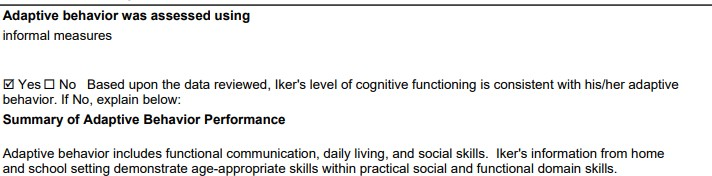 Adaptive behavior was assessed using
informal measures
☑ Yes ☐ No Based upon the data reviewed, Iker's level of cognitive functioning is consistent with his/her adaptive
behavior. If No, explain below:
Summary of Adaptive Behavior Performance
Adaptive behavior includes functional communication, daily living, and social skills. Iker's information from home
and school setting demonstrate age-appropriate skills within practical social and functional domain skills.